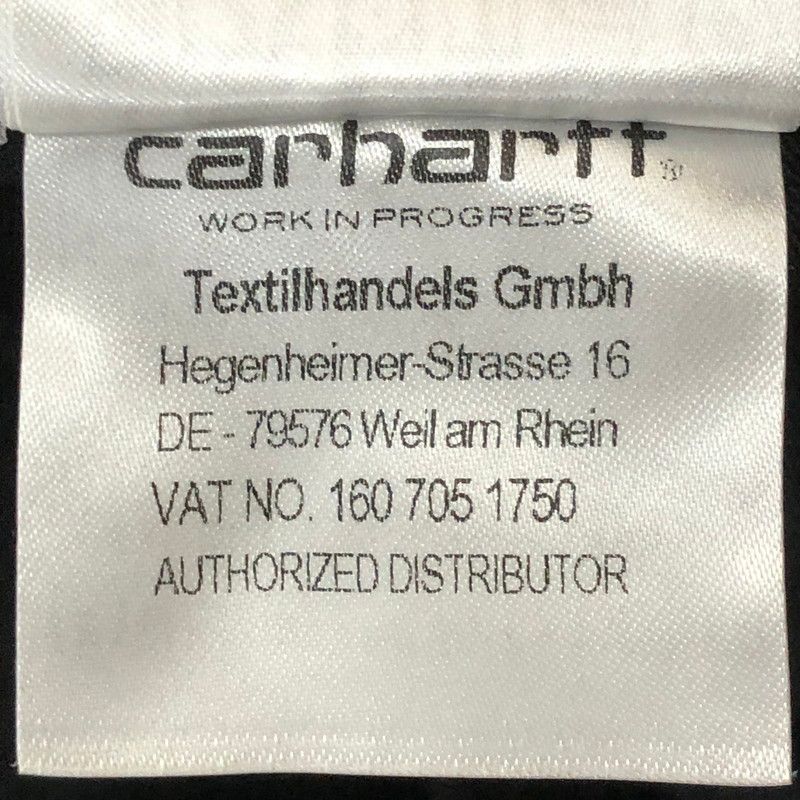 carhartt®
WORK IN PROGRESS
Textilhandels Gmbh
Hegenheimer-Strasse 16
DE - 79576 Weil am Rhein
VAT NO. 160 705 1750
AUTHORIZED DISTRIBUTOR